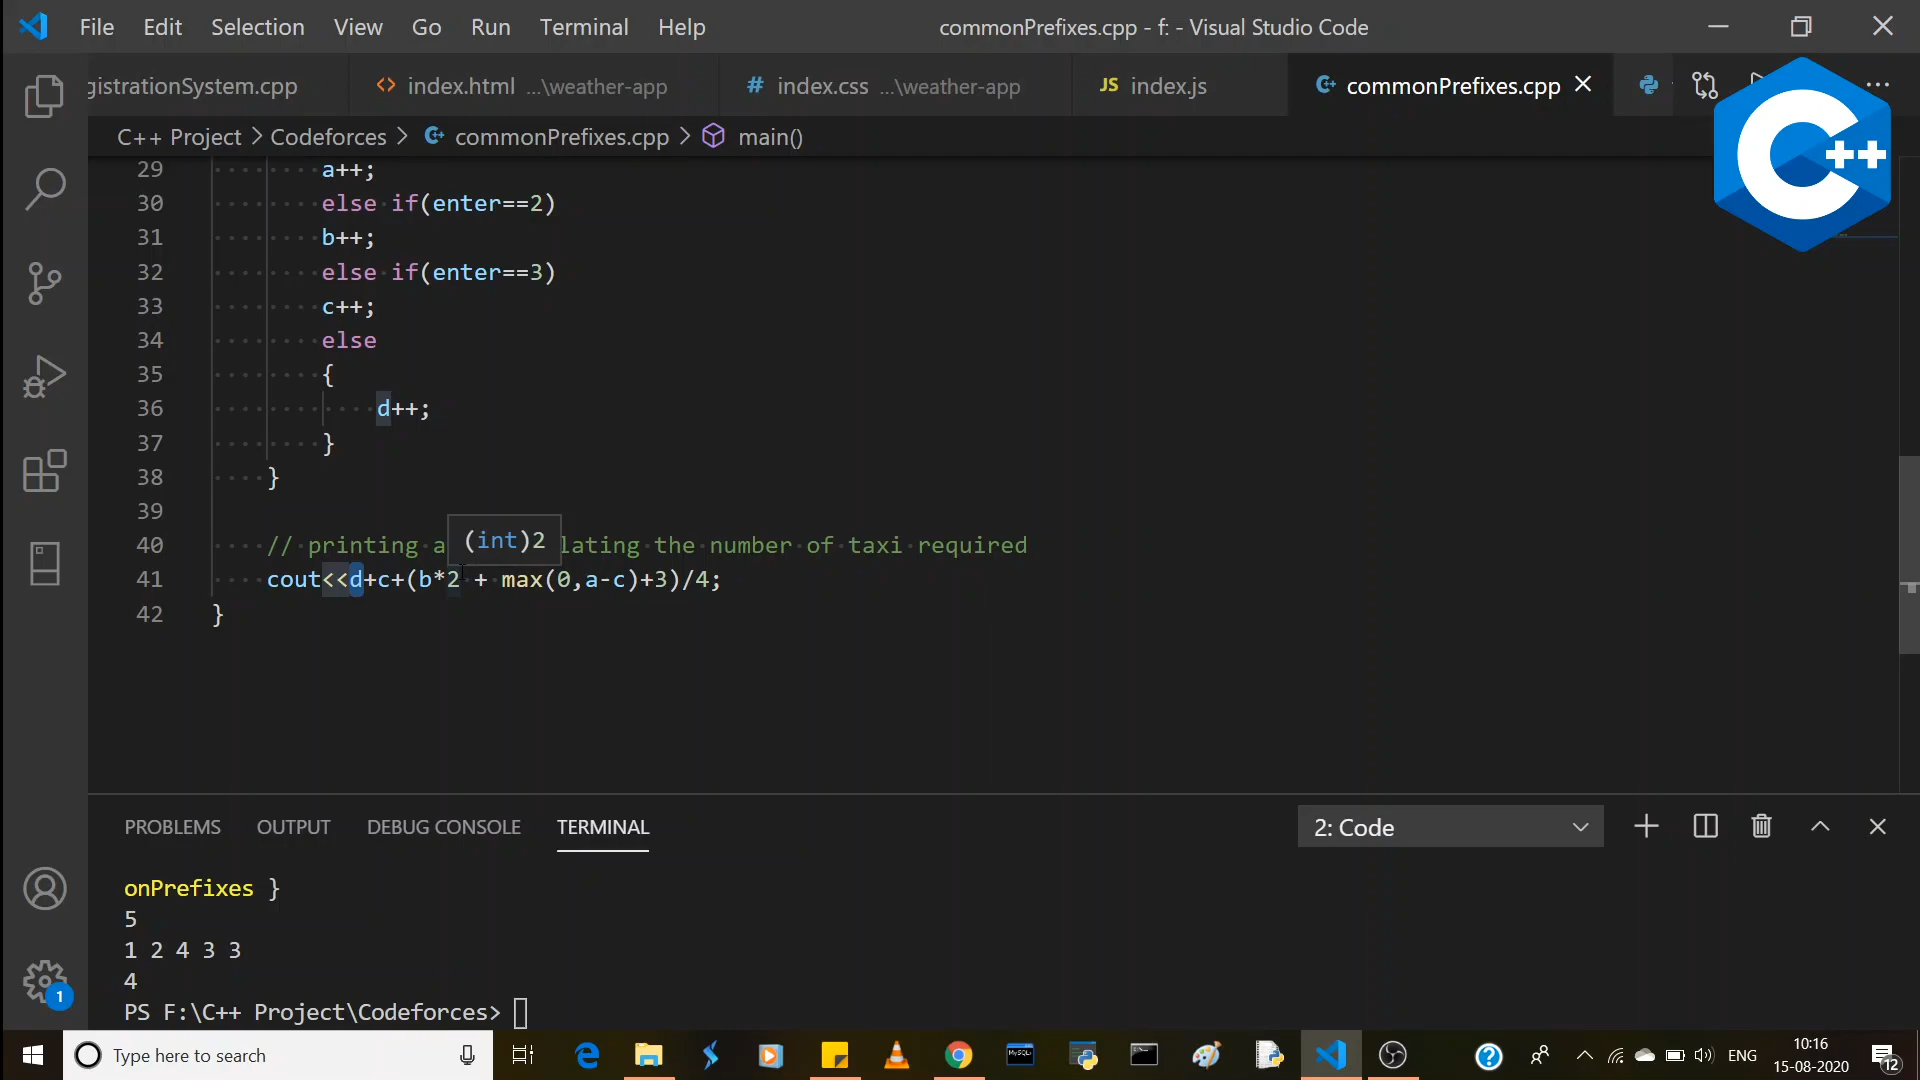 File Edit Selection View Go Run Terminal Help commonPrefixes.cpp - f: - Visual Studio Code
gistrationSystem.cpp <> index.html ...\weather-app # index.css ...\weather-app JS index.js commonPrefixes.cpp
C++ Project > Codeforces > commonPrefixes.cpp > main()
29 a++;
30 else if(enter==2)
31 b++;
32 else if(enter==3)
33 c++;
34 else
35 {
36 d++;
37 }
38 }
39
(int)2
40 // printing a lating the number of taxi required
41 cout<<d+c+(b*2 + max(0,a-c)+3)/4;
42 }
C++
PROBLEMS OUTPUT DEBUG CONSOLE TERMINAL 2: Code
onPrefixes }
5
1 2 4 3 3
4
PS F:\C++ Project\Codeforces>
1
Type here to search
MySQL
ENG
10:16
15-08-2020
12